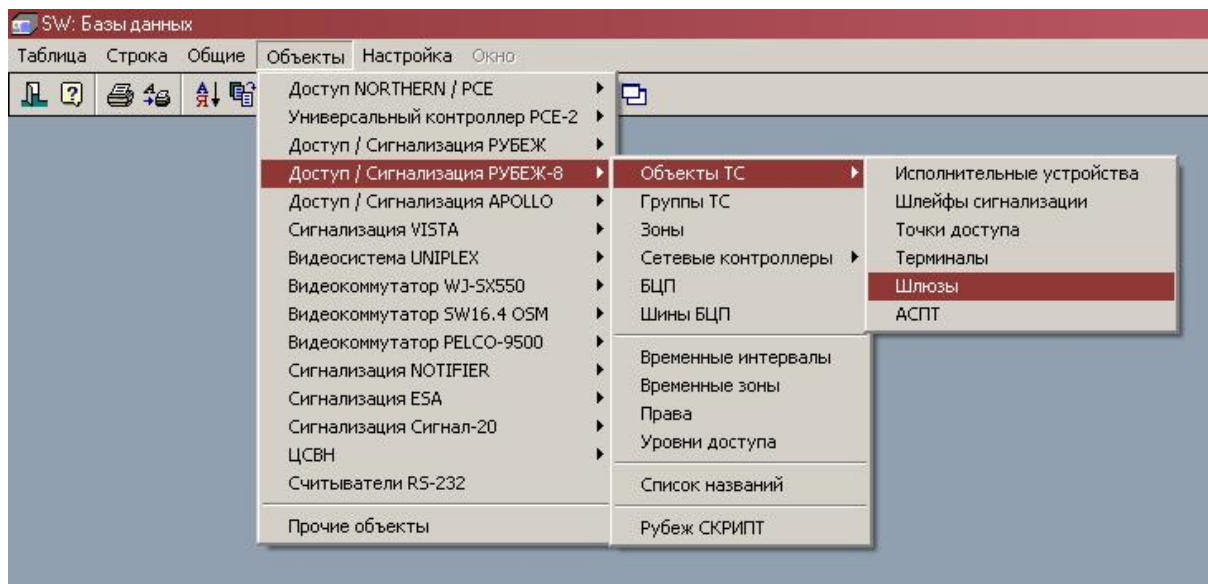 SW: Базы данных
Таблица Строка Общие Объекты Настройка Окно
Доступ NORTHERN / PCE
Универсальный контроллер PCE-2
Доступ / Сигнализация РУБЕЖ
Доступ / Сигнализация РУБЕЖ-8
Доступ / Сигнализация APOLLO
Сигнализация VISTA
Видеосистема UNIPLEX
Видеокоммутатор WJ-SX550
Видеокоммутатор SW16.4 OSM
Видеокоммутатор PELCO-9500
Сигнализация NOTIFIER
Сигнализация ESA
Сигнализация Сигнал-20
ЦСВН
Считыватели RS-232
Прочие объекты
Объекты ТС
Группы ТС
Зоны
Сетевые контроллеры
БЦП
Шины БЦП
Временные интервалы
Временные зоны
Права
Уровни доступа
Список названий
Рубеж СКРИПТ
Исполнительные устройства
Шлейфы сигнализации
Точки доступа
Терминалы
Шлюзы
АСПТ